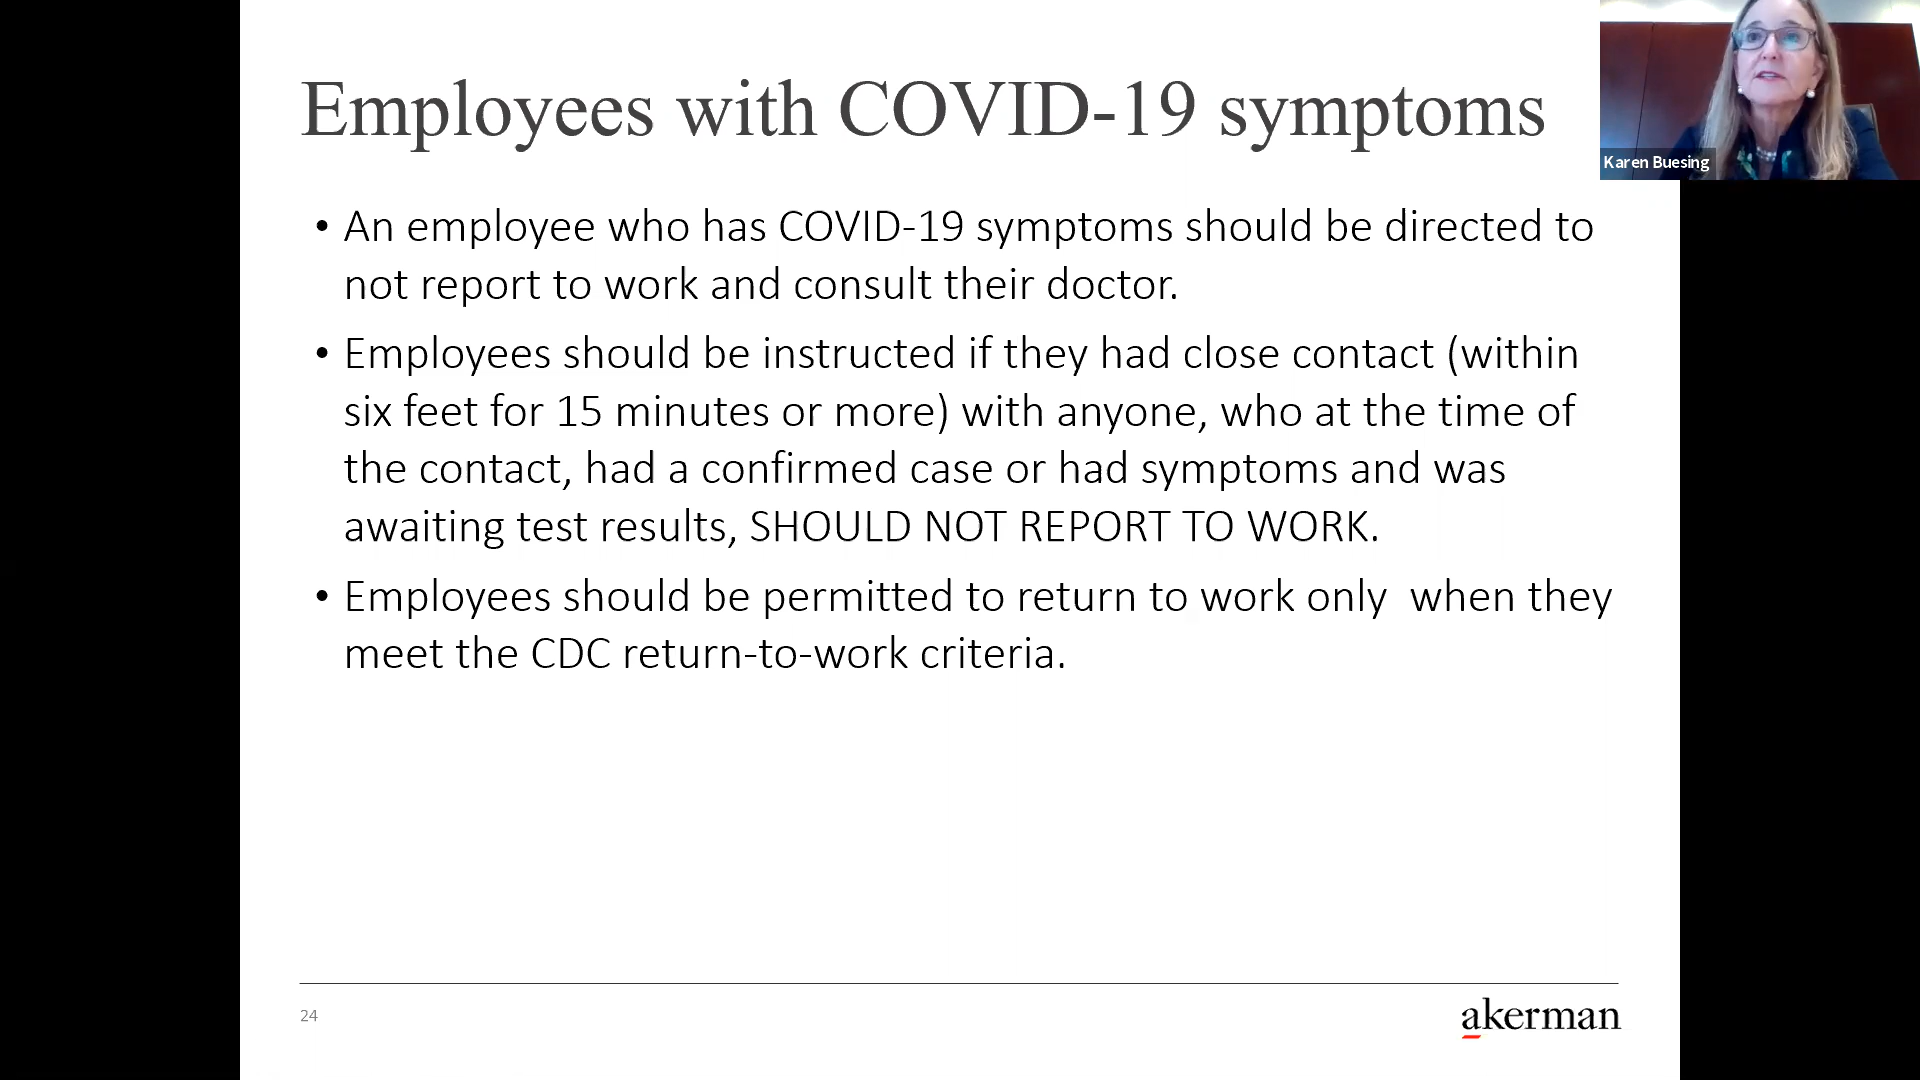 Employees with COVID-19 symptoms
Karen Buesing
• An employee who has COVID-19 symptoms should be directed to
not report to work and consult their doctor.
• Employees should be instructed if they had close contact (within
six feet for 15 minutes or more) with anyone, who at the time of
the contact, had a confirmed case or had symptoms and was
awaiting test results, SHOULD NOT REPORT TO WORK.
• Employees should be permitted to return to work only  when they
meet the CDC return-to-work criteria.
24
akerman